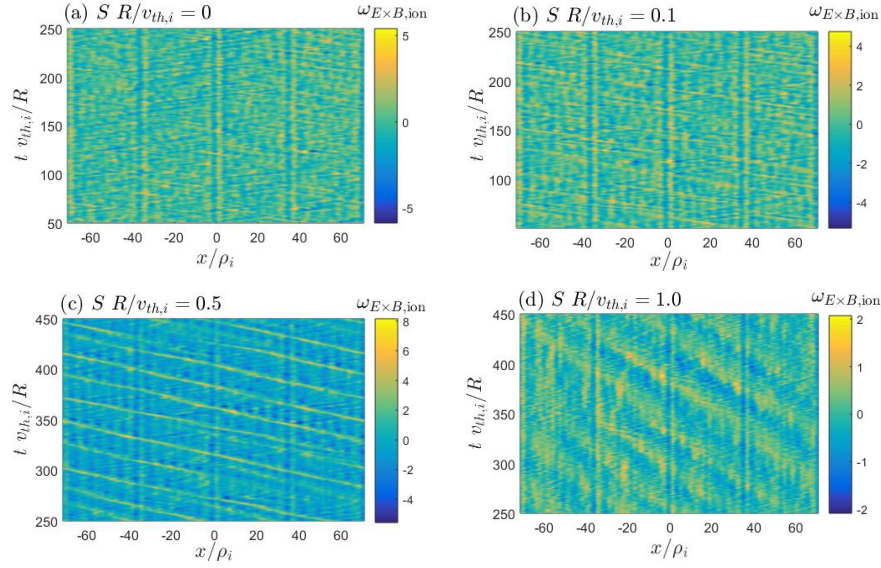 (a) S R/v_{th,i} = 0 ω_{E×B,ion}
250
200
150
100
50
t v_{th,i}/R
-60 -40 -20 0 20 40 60
x/ρ_i
5
0
-5
(b) S R/v_{th,i} = 0.1 ω_{E×B,ion}
250
200
150
100
t v_{th,i}/R
-60 -40 -20 0 20 40 60
x/ρ_i
4
2
0
-2
-4
(c) S R/v_{th,i} = 0.5 ω_{E×B,ion}
450
400
350
300
250
t v_{th,i}/R
-60 -40 -20 0 20 40 60
x/ρ_i
8
6
4
2
0
-2
-4
(d) S R/v_{th,i} = 1.0 ω_{E×B,ion}
450
400
350
300
250
t v_{th,i}/R
-60 -40 -20 0 20 40 60
x/ρ_i
2
1
0
-1
-2